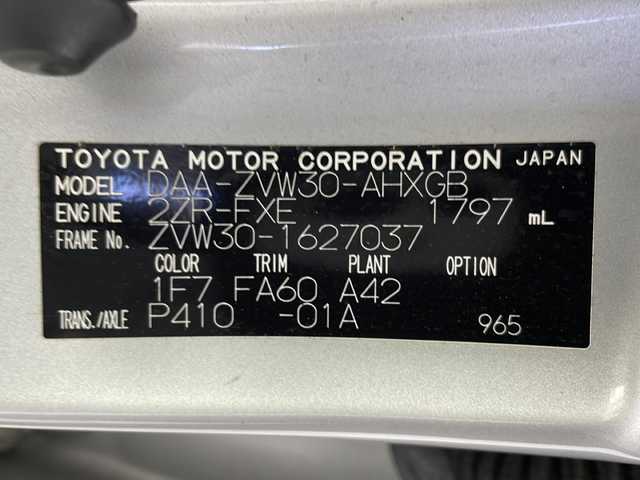 TOYOTA MOTOR CORPORATION JAPAN
MODEL DAA-ZVW30-AHXGB
ENGINE 2ZR-FXE 1797 mL
FRAME No. ZVW30-1627037
COLOR TRIM PLANT OPTION
1F7 FA60 A42
TRANS./AXLE P410 -01A 965